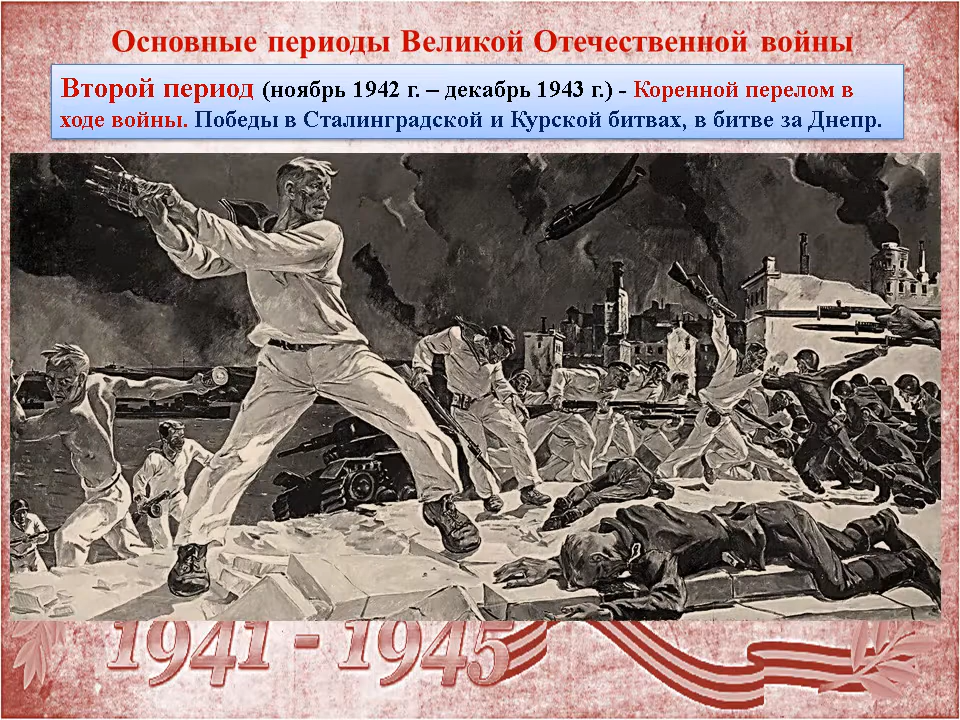 Основные периоды Великой Отечественной войны
Второй период (ноябрь 1942 г. – декабрь 1943 г.) - Коренной перелом в
ходе войны. Победы в Сталинградской и Курской битвах, в битве за Днепр.
1941 - 1945